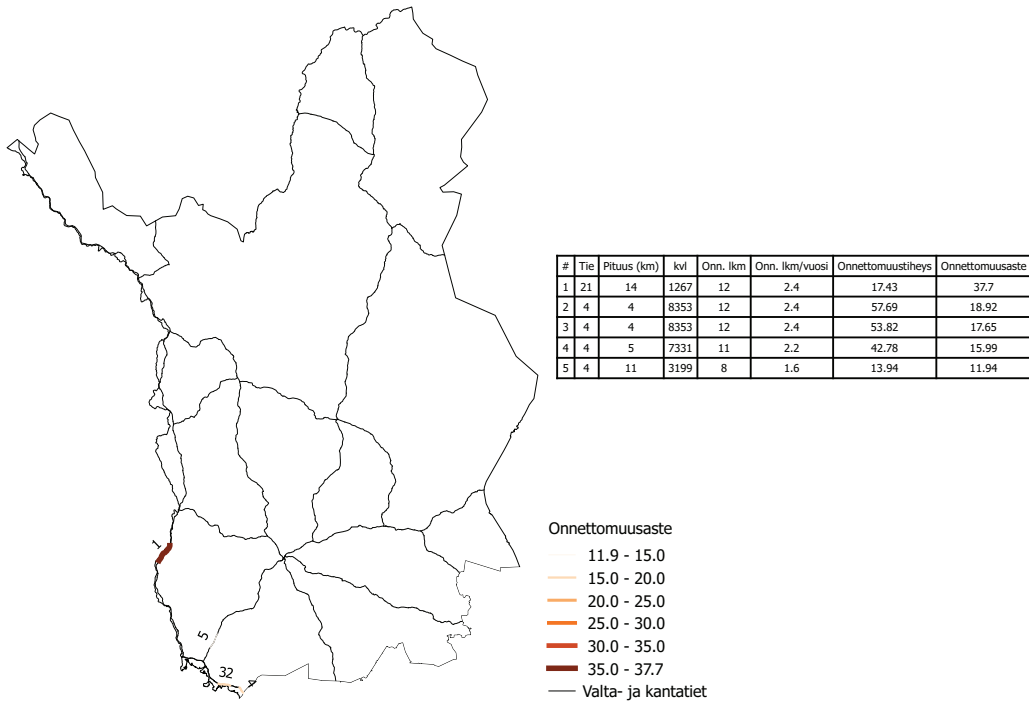 # Tie Pituus (km) kvl Onn. lkm Onn. lkm/vuosi Onnettomuustiheys Onnettomuusaste
1 21 14 1267 12 2.4 17.43 37.7
2 4 4 8353 12 2.4 57.69 18.92
3 4 4 8353 12 2.4 53.82 17.65
4 4 5 7331 11 2.2 42.78 15.99
5 4 11 3199 8 1.6 13.94 11.94
1
5
32
4
Onnettomuusaste
11.9 - 15.0
15.0 - 20.0
20.0 - 25.0
25.0 - 30.0
30.0 - 35.0
35.0 - 37.7
Valta- ja kantatiet